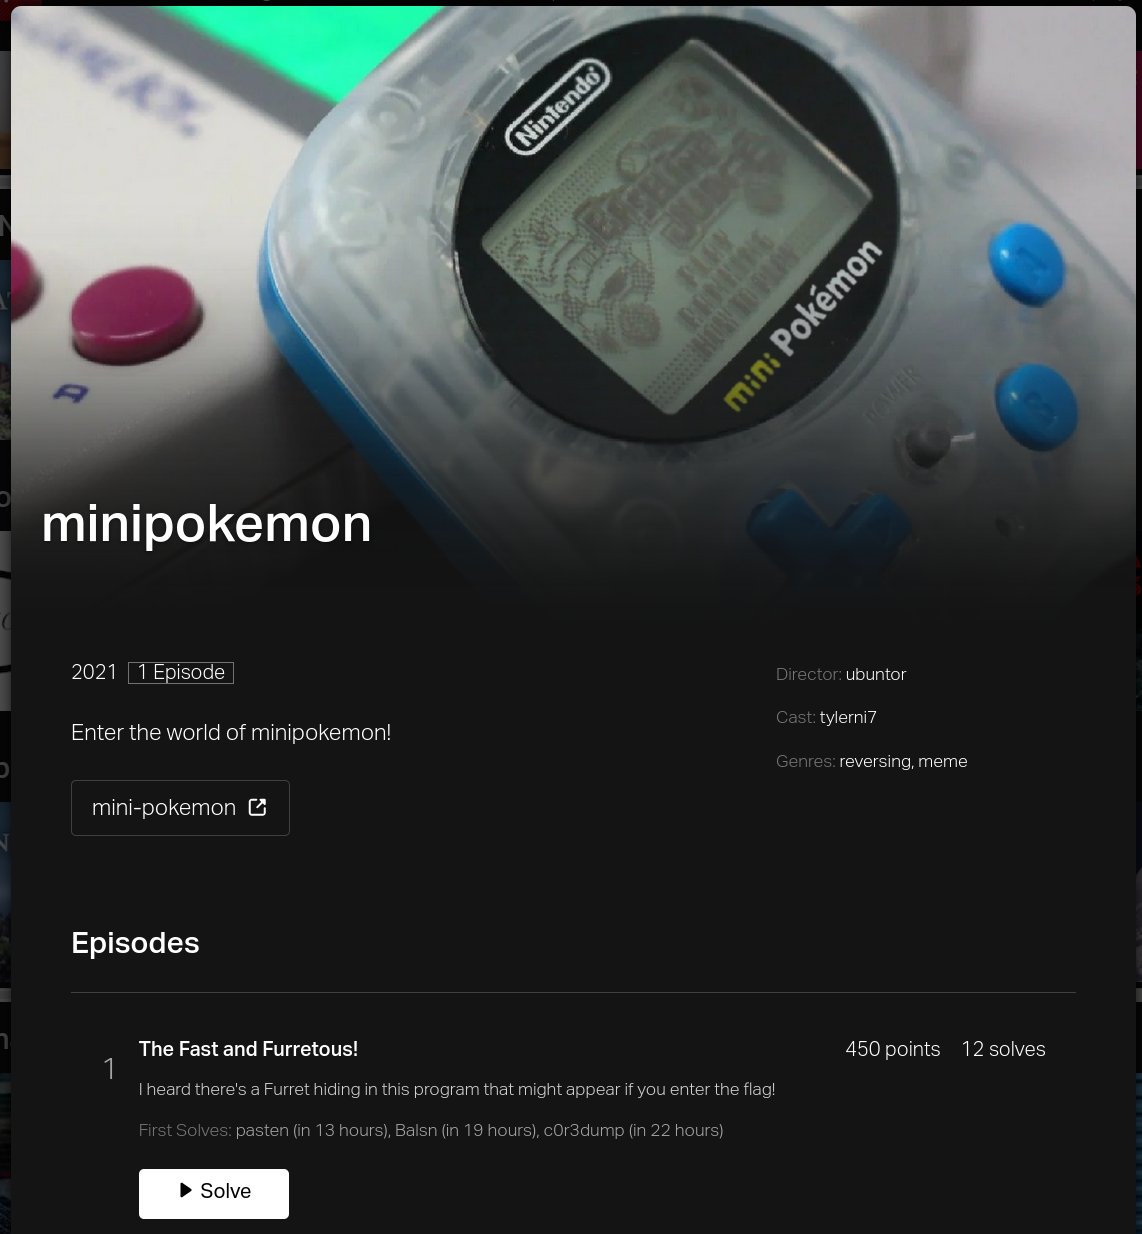 Nintendo
mini Pokémon
POWER
A
minipokemon
2021 1 Episode
Director: ubuntor
Cast: tylerni7
Enter the world of minipokemon!
Genres: reversing, meme
mini-pokemon
Episodes
1
The Fast and Furretous!
450 points 12 solves
I heard there's a Furret hiding in this program that might appear if you enter the flag!
First Solves: pasten (in 13 hours), Balsn (in 19 hours), c0r3dump (in 22 hours)
Solve